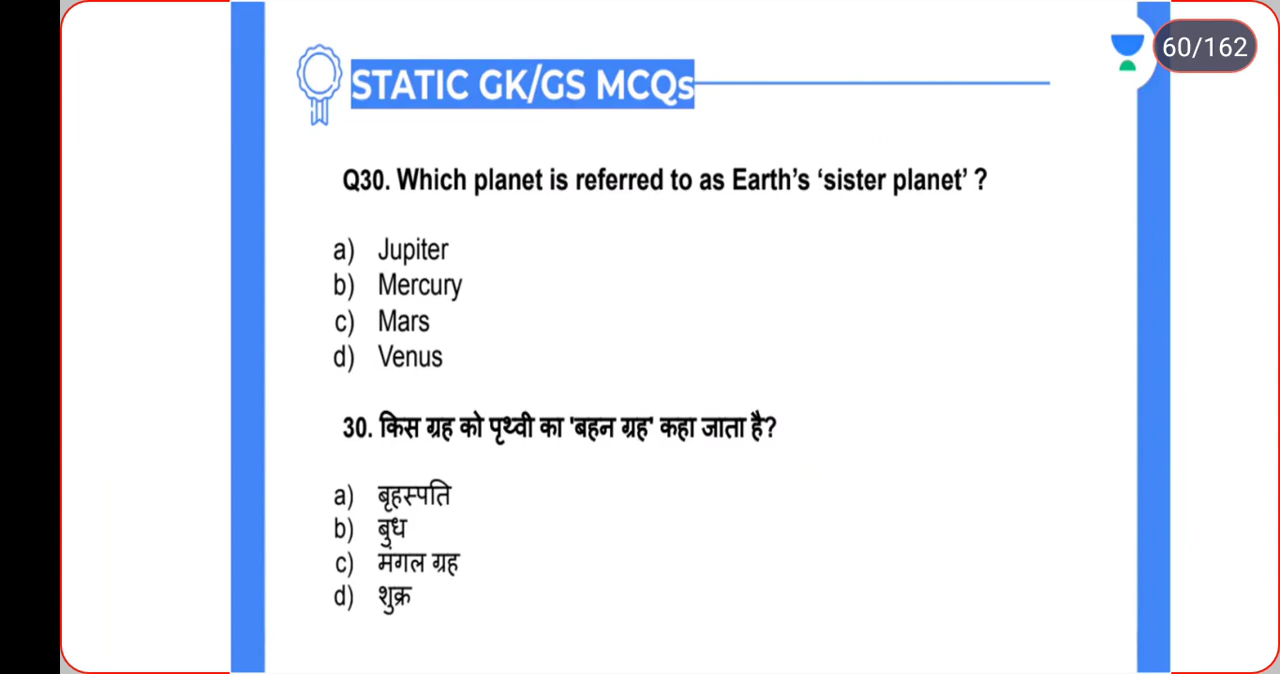 60/162
STATIC GK/GS MCQs
Q30. Which planet is referred to as Earth’s ‘sister planet’ ?
a) Jupiter
b) Mercury
c) Mars
d) Venus
30. किस ग्रह को पृथ्वी का 'बहन ग्रह' कहा जाता है?
a) बृहस्पति
b) बुध
c) मंगल ग्रह
d) शुक्र